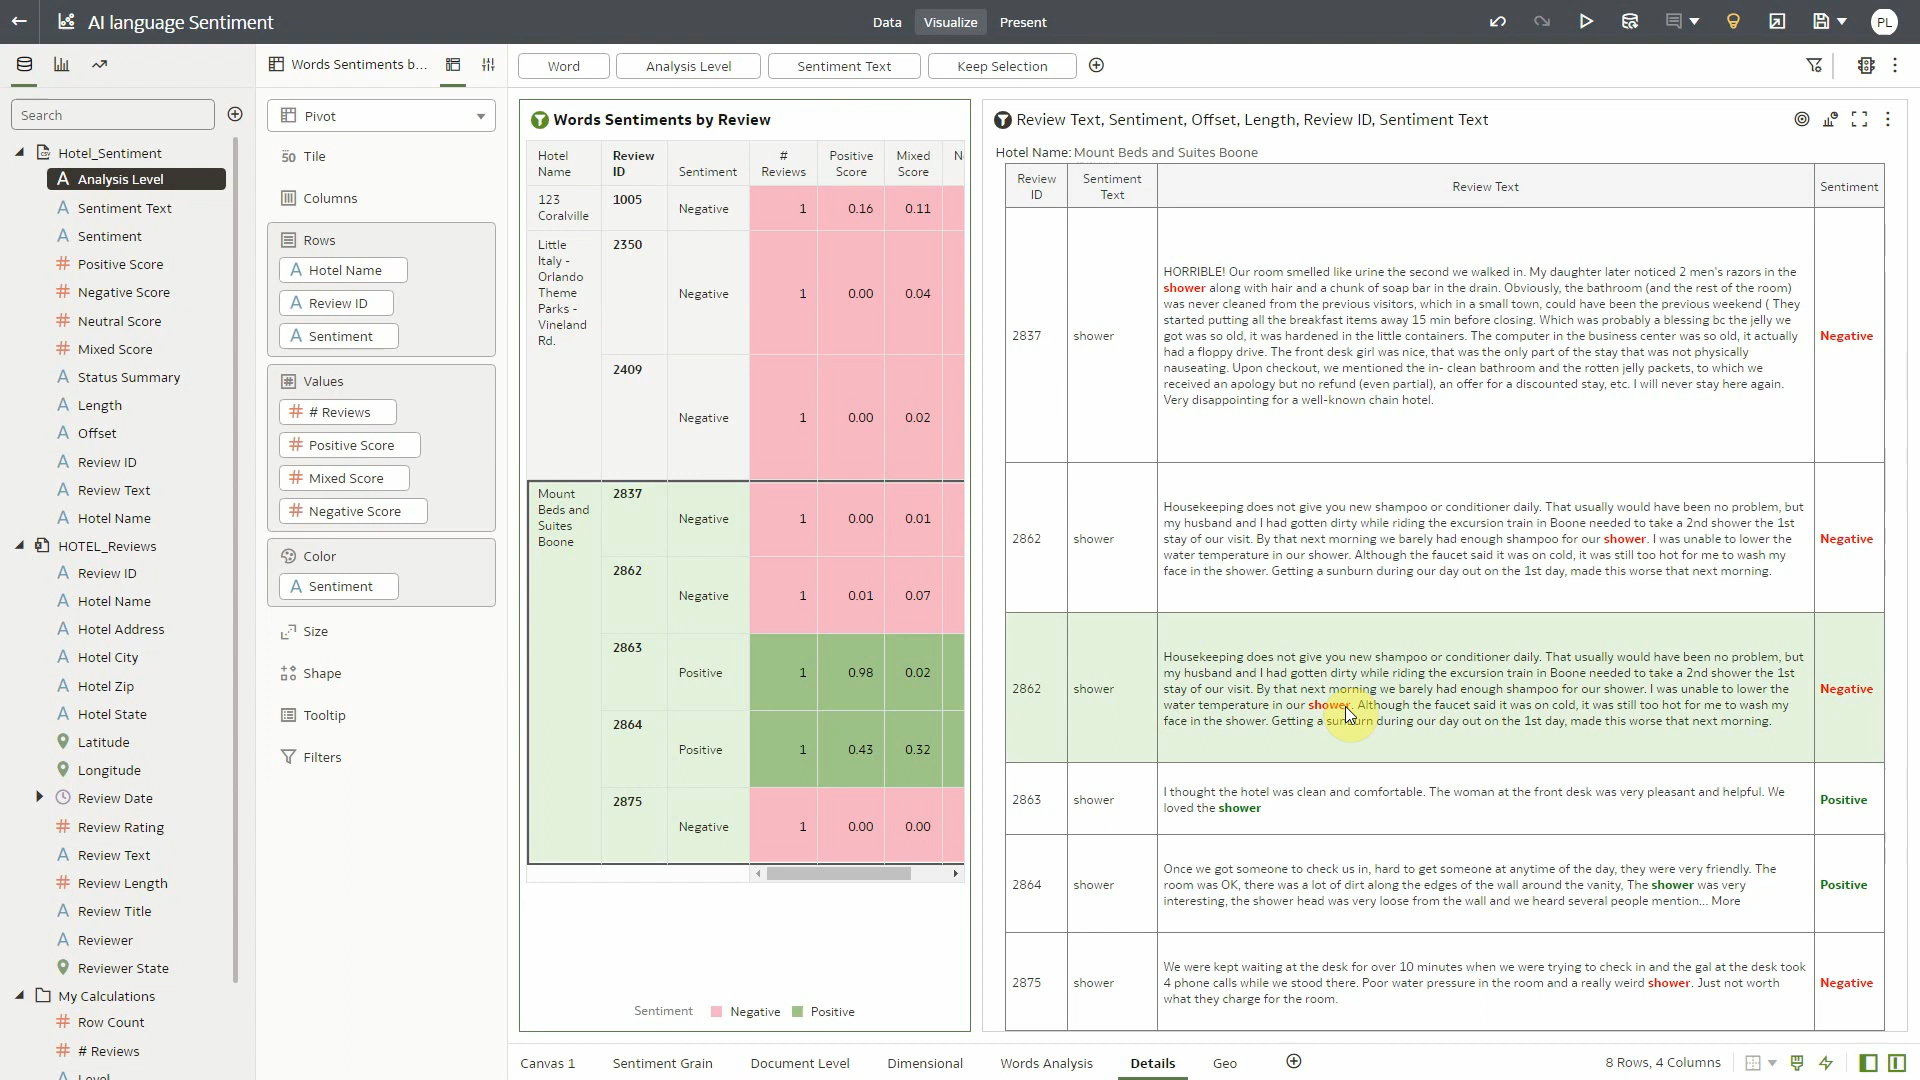 AI language Sentiment
Data
Visualize
Present
PL
Search
Hotel_Sentiment
Analysis Level
Sentiment Text
Sentiment
Positive Score
Negative Score
Neutral Score
Mixed Score
Status Summary
Length
Offset
Review ID
Review Text
Hotel Name
HOTEL_Reviews
Review ID
Hotel Name
Hotel Address
Hotel City
Hotel Zip
Hotel State
Latitude
Longitude
Review Date
Review Rating
Review Text
Review Length
Review Title
Reviewer
Reviewer State
My Calculations
Row Count
# Reviews
Level
Words Sentiments b...
Pivot
Tile
Columns
Rows
Hotel Name
Review ID
Sentiment
Values
# Reviews
Positive Score
Mixed Score
Negative Score
Color
Sentiment
Size
Shape
Tooltip
Filters
Word
Analysis Level
Sentiment Text
Keep Selection
Words Sentiments by Review
Hotel Name
Review ID
Sentiment
# Reviews
Positive Score
Mixed Score
N
123 Coralville
1005 Negative 1 0.16 0.11
Little Italy - Orlando Theme Parks - Vineland Rd.
2350 Negative 1 0.00 0.04
2409 Negative 1 0.00 0.02
Mount Beds and Suites Boone
2837 Negative 1 0.00 0.01
2862 Negative 1 0.01 0.07
2863 Positive 1 0.98 0.02
2864 Positive 1 0.43 0.32
2875 Negative 1 0.00 0.00
Sentiment Negative Positive
Review Text, Sentiment, Offset, Length, Review ID, Sentiment Text
Hotel Name: Mount Beds and Suites Boone
Review ID
Sentiment Text
Review Text
Sentiment
2837
shower
HORRIBLE! Our room smelled like urine the second we walked in. My daughter later noticed 2 men's razors in the
shower along with hair and a chunk of soap bar in the drain. Obviously, the bathroom (and the rest of the room)
was never cleaned from the previous visitors, which in a small town, could have been the previous weekend ( They
started putting all the breakfast items away 15 min before closing. Which was probably a blessing bc the jelly we
got was so old, it was hardened in the little containers. The computer in the business center was so old, it actually
had a floppy drive. The front desk girl was nice, that was the only part of the stay that was not physically
nauseating. Upon checkout, we mentioned the in- clean bathroom and the rotten jelly packets, to which we
received an apology but no refund (even partial), an offer for a discounted stay, etc. I will never stay here again.
Very disappointing for a well-known chain hotel.
Negative
2862
shower
Housekeeping does not give you new shampoo or conditioner daily. That usually would have been no problem, but
my husband and I had gotten dirty while riding the excursion train in Boone needed to take a 2nd shower the 1st
stay of our visit. By that next morning we barely had enough shampoo for our shower. I was unable to lower the
water temperature in our shower. Although the faucet said it was on cold, it was still too hot for me to wash my
face in the shower. Getting a sunburn during our day out on the 1st day, made this worse that next morning.
Negative
2862
shower
Housekeeping does not give you new shampoo or conditioner daily. That usually would have been no problem, but
my husband and I had gotten dirty while riding the excursion train in Boone needed to take a 2nd shower the 1st
stay of our visit. By that next morning we barely had enough shampoo for our shower. I was unable to lower the
water temperature in our shower. Although the faucet said it was on cold, it was still too hot for me to wash my
face in the shower. Getting a sunburn during our day out on the 1st day, made this worse that next morning.
Negative
2863
shower
I thought the hotel was clean and comfortable. The woman at the front desk was very pleasant and helpful. We
loved the shower
Positive
2864
shower
Once we got someone to check us in, hard to get someone at anytime of the day, they were very friendly. The
room was OK, there was a lot of dirt along the edges of the wall around the vanity, The shower was very
interesting, the shower head was very loose from the wall and we heard several people mention... More
Positive
2875
shower
We were kept waiting at the desk for over 10 minutes when we were trying to check in and the gal at the desk took
4 phone calls while we stood there. Poor water pressure in the room and a really weird shower. Just not worth
what they charge for the room.
Negative
Canvas 1
Sentiment Grain
Document Level
Dimensional
Words Analysis
Details
Geo
8 Rows, 4 Columns